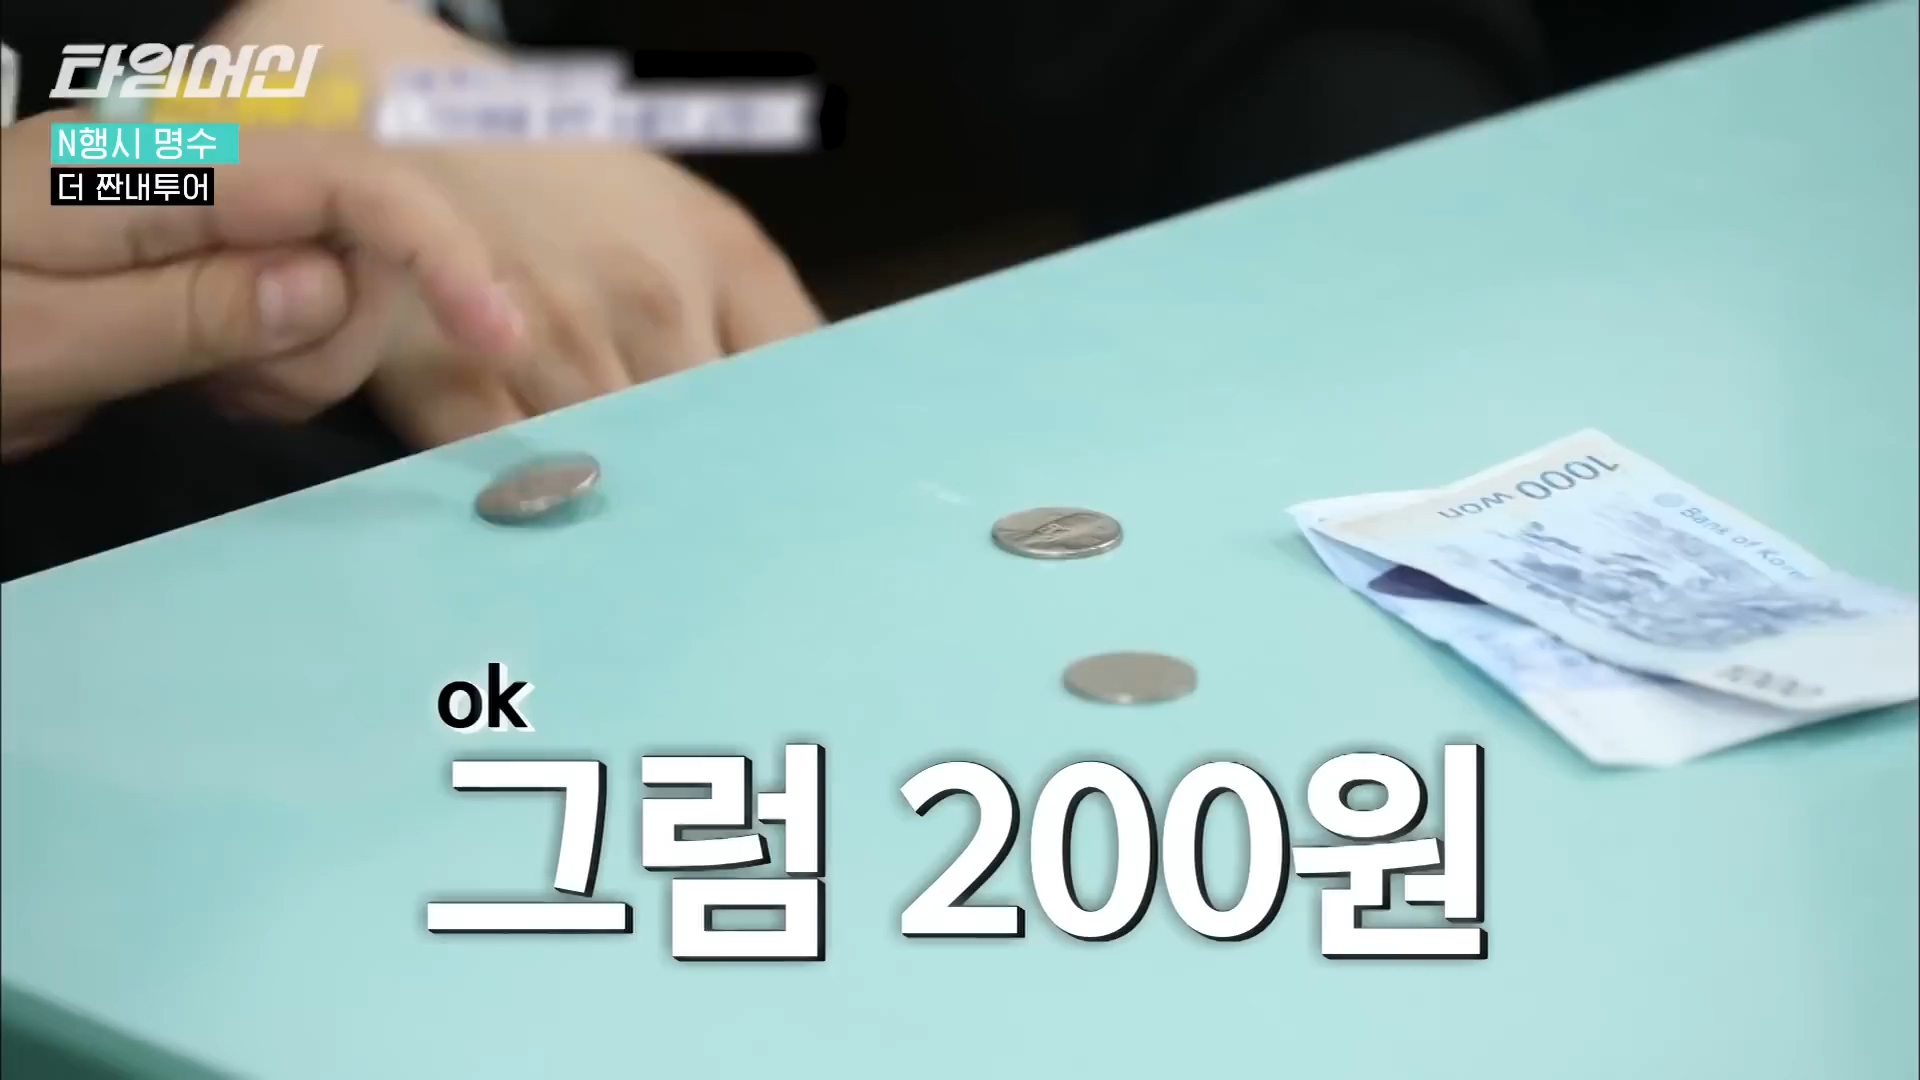 타임머신
N행시 명수
더 짠내투어
1000 won
Bank of Korea
1000
ok
그럼 200원